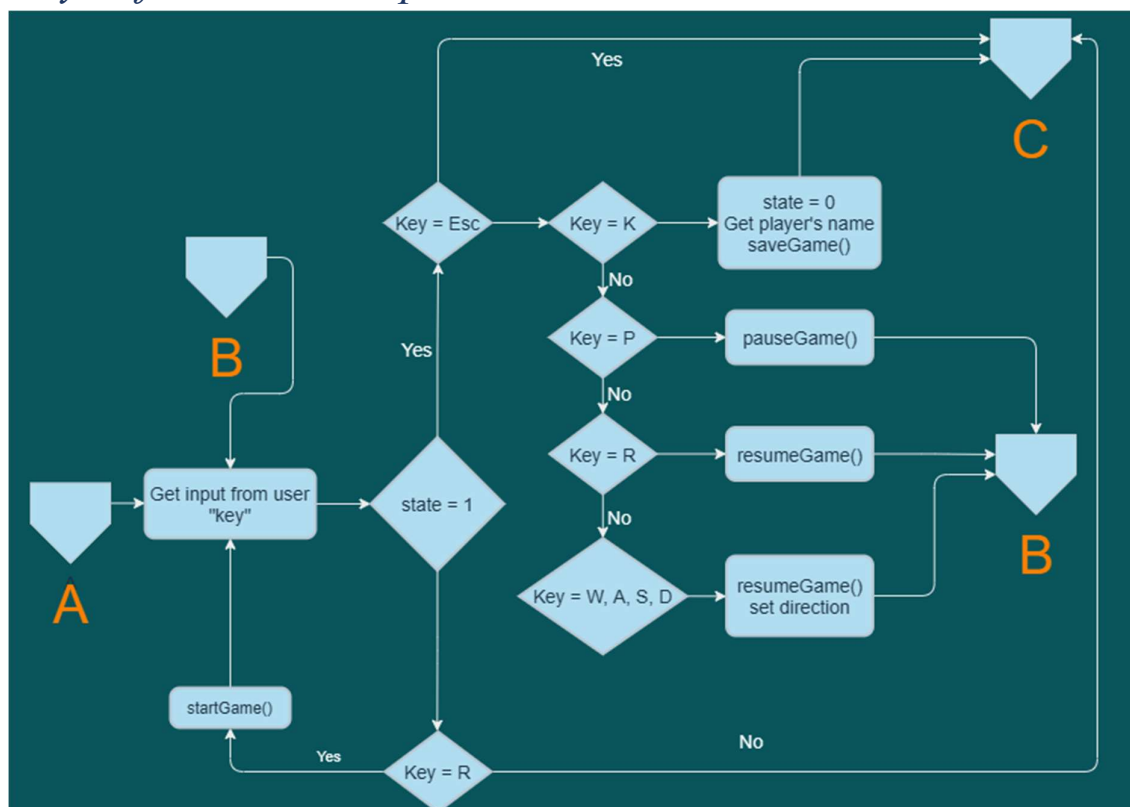 Yes
C
Key = Esc
Key = K
state = 0
Get player's name
saveGame()
No
B
Yes
Key = P
pauseGame()
No
Get input from user
"key"
state = 1
Key = R
resumeGame()
B
A
No
Key = W, A, S, D
resumeGame()
set direction
startGame()
Yes
Key = R
No